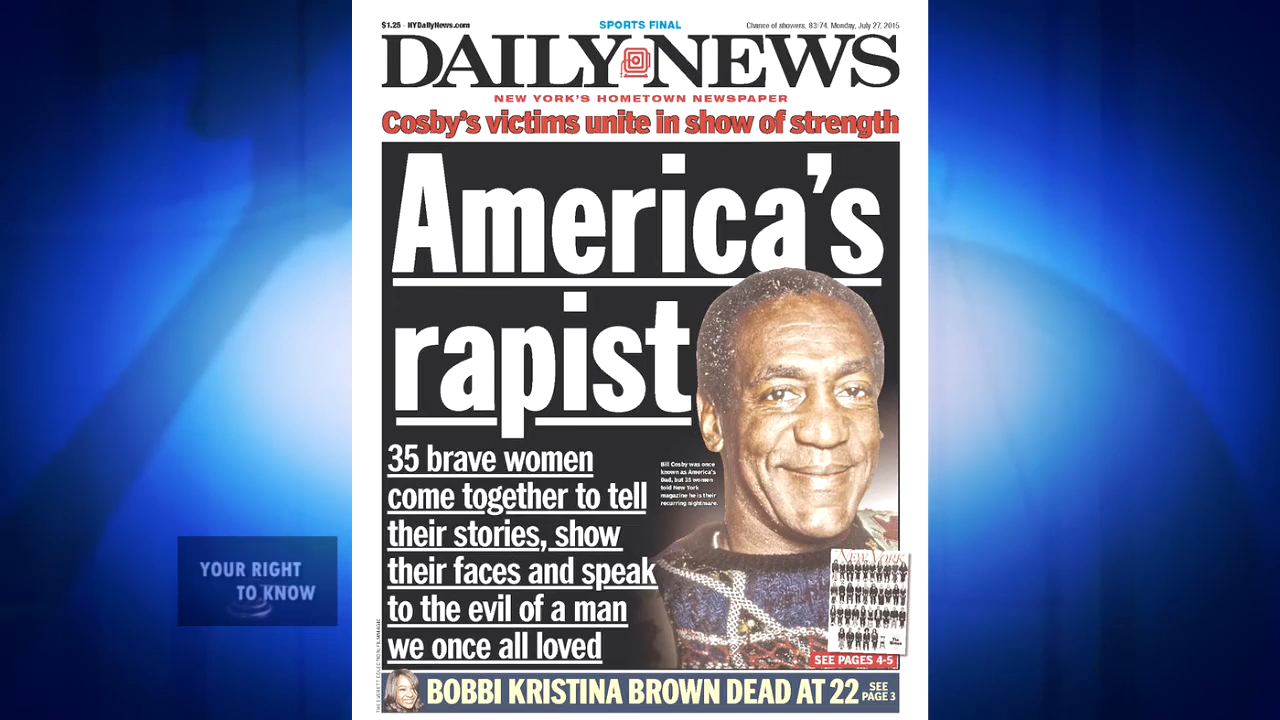 $1.25 · NYDailyNews.com
SPORTS FINAL
Chance of showers, 83/74. Monday, July 27, 2015
DAILY NEWS
NEW YORK'S HOMETOWN NEWSPAPER
Cosby's victims unite in show of strength
America's
rapist
35 brave women
come together to tell
their stories, show
their faces and speak
to the evil of a man
we once all loved
Bill Cosby was once
known as America's
Dad, but 35 women
told New York
magazine he is their
recurring nightmare.
NEW YORK
SEE PAGES 4-5
BOBBI KRISTINA BROWN DEAD AT 22
SEE
PAGE 3
YOUR RIGHT
TO KNOW